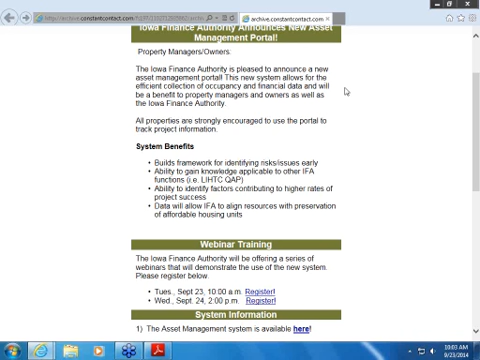 archive.constantcontact.com
Iowa Finance Authority Announces New Asset
Management Portal!
Property Managers/Owners:
The Iowa Finance Authority is pleased to announce a new
asset management portal! This new system allows for the
efficient collection of occupancy and financial data and will
be a benefit to property managers and owners as well as
the Iowa Finance Authority.
All properties are strongly encouraged to use the portal to
track project information.
System Benefits
• Builds framework for identifying risks/issues early
• Ability to gain knowledge applicable to other IFA
functions (i.e. LIHTC QAP)
• Ability to identify factors contributing to higher rates of
project success
• Data will allow IFA to align resources with preservation
of affordable housing units
Webinar Training
The Iowa Finance Authority will be offering a series of
webinars that will demonstrate the use of the new system.
Please register below.
• Tues., Sept 23, 10:00 a.m. Register!
• Wed., Sept. 24, 2:00 p.m. Register!
System Information
1) The Asset Management system is available here!
10:03 AM
9/23/2014